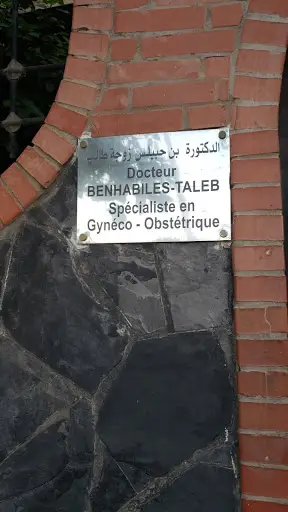 الدكتورة بن حبيلس زوجة طالب
Docteur
BENHABILES-TALEB
Spécialiste en
Gynéco - Obstétrique